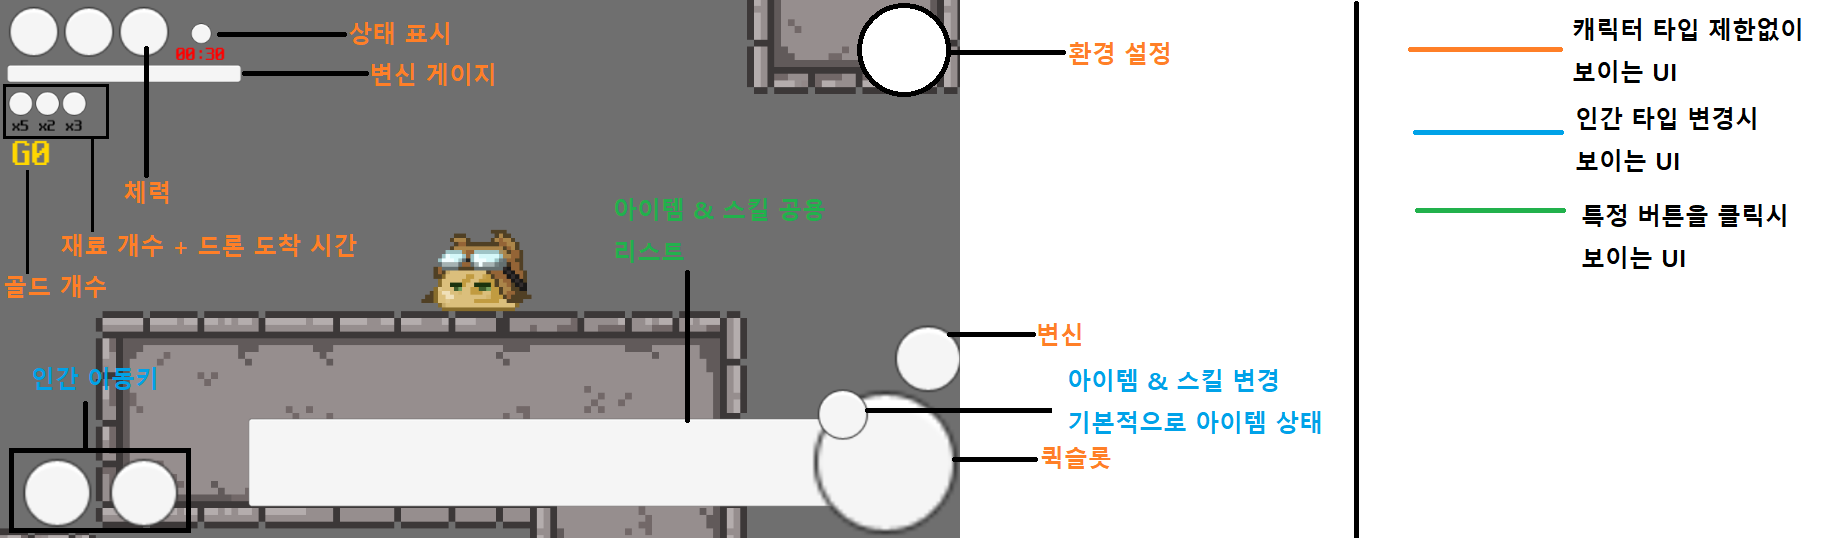 상태 표시
00:30
변신 게이지
x5 x2 x3
G0
체력
재료 개수 + 드론 도착 시간
골드 개수
환경 설정
아이템 & 스킬 공용
리스트
인간 이동키
변신
아이템 & 스킬 변경
기본적으로 아이템 상태
퀵슬롯
캐릭터 타입 제한없이
보이는 UI
인간 타입 변경시
보이는 UI
특정 버튼을 클릭시
보이는 UI